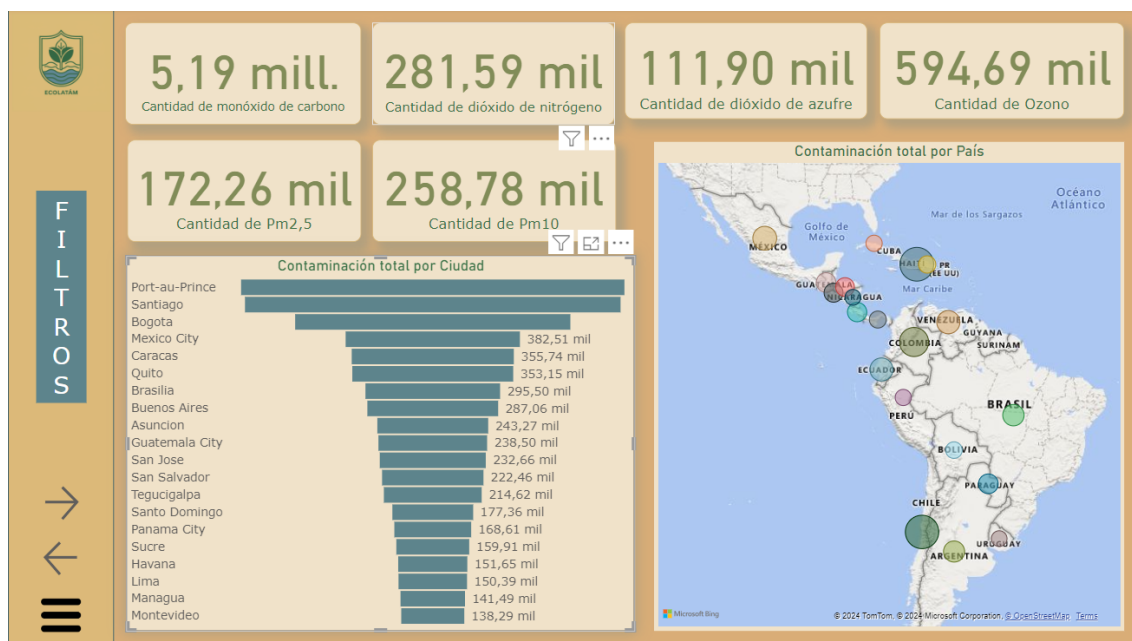 ECOLATÁM
5,19 mill.
Cantidad de monóxido de carbono
281,59 mil
Cantidad de dióxido de nitrógeno
111,90 mil
Cantidad de dióxido de azufre
594,69 mil
Cantidad de Ozono
172,26 mil
Cantidad de Pm2,5
258,78 mil
Cantidad de Pm10
FILTROS
Contaminación total por Ciudad
Port-au-Prince
Santiago
Bogota
Mexico City 382,51 mil
Caracas 355,74 mil
Quito 353,15 mil
Brasilia 295,50 mil
Buenos Aires 287,06 mil
Asuncion 243,27 mil
Guatemala City 238,50 mil
San Jose 232,66 mil
San Salvador 222,46 mil
Tegucigalpa 214,62 mil
Santo Domingo 177,36 mil
Panama City 168,61 mil
Sucre 159,91 mil
Havana 151,65 mil
Lima 150,39 mil
Managua 141,49 mil
Montevideo 138,29 mil
Contaminación total por País
Océano
Atlántico
Mar de los Sargazos
Golfo de
México
MÉXICO
CUBA
PR
(EE UU)
Mar Caribe
NICARAGUA
VENEZUELA
GUYANA
SURINAM
COLOMBIA
ECUADOR
PERÚ
BRASIL
BOLIVIA
PARAGUAY
CHILE
URUGUAY
ARGENTINA
Microsoft Bing
© 2024 TomTom, © 2024 Microsoft Corporation, © OpenStreetMap Terms